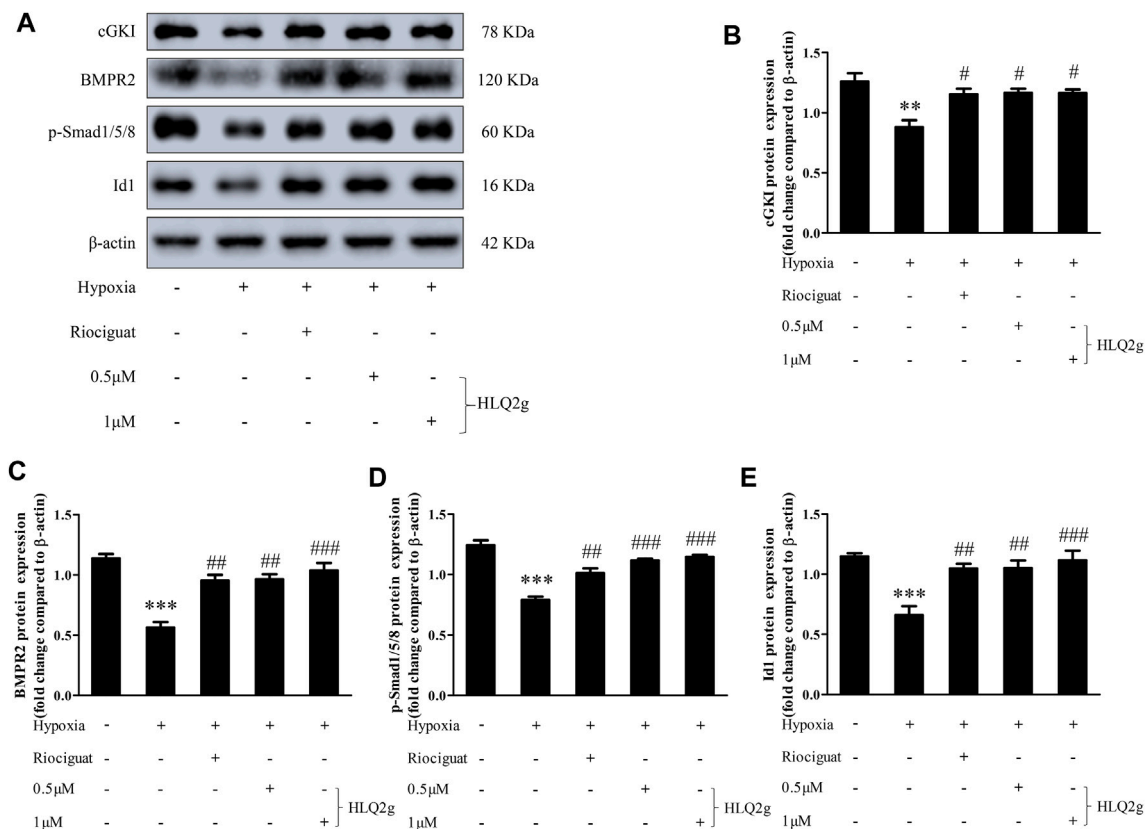 A
cGKI 78 KDa
BMPR2 120 KDa
p-Smad1/5/8 60 KDa
Id1 16 KDa
β-actin 42 KDa
Hypoxia - + + + +
Riociguat - - + - -
0.5μM - - - + -
1μM - - - - +
HLQ2g
B
cGKI protein expression
(fold change compared to β-actin)
1.5
1.0
0.5
0.0
** # # #
Hypoxia - + + + +
Riociguat - - + - -
0.5μM - - - + -
1μM - - - - +
HLQ2g
C
BMPR2 protein expression
(fold change compared to β-actin)
1.5
1.0
0.5
0.0
*** ## ## ###
Hypoxia - + + + +
Riociguat - - + - -
0.5μM - - - + -
1μM - - - - +
HLQ2g
D
p-Smad1/5/8 protein expression
(fold change compared to β-actin)
1.5
1.0
0.5
0.0
*** ## ### ###
Hypoxia - + + + +
Riociguat - - + - -
0.5μM - - - + -
1μM - - - - +
HLQ2g
E
Id1 protein expression
(fold change compared to β-actin)
1.5
1.0
0.5
0.0
*** ## ## ###
Hypoxia - + + + +
Riociguat - - + - -
0.5μM - - - + -
1μM - - - - +
HLQ2g